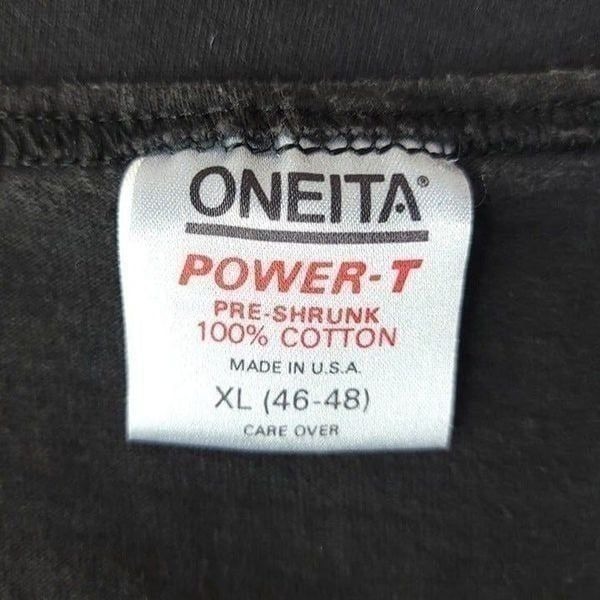 ONEITA®
POWER-T
PRE-SHRUNK
100% COTTON
MADE IN U.S.A.
XL (46-48)
CARE OVER